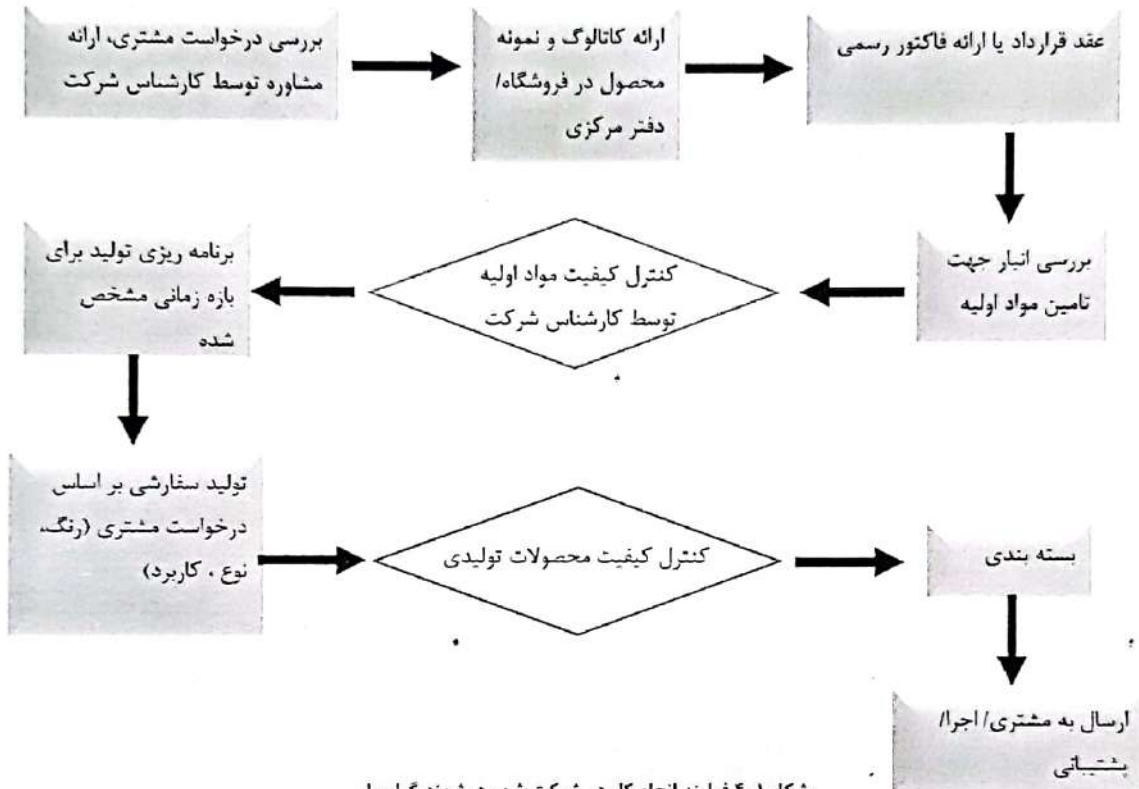 بررسی درخواست مشتری، ارائه
مشاوره توسط کارشناس شرکت
ارائه کاتالوگ و نمونه
محصول در فروشگاه/
دفتر مرکزی
عقد قرارداد یا ارائه فاکتور رسمی
بررسی انبار جهت
تامین مواد اولیه
کنترل کیفیت مواد اولیه
توسط کارشناس شرکت
برنامه ریزی تولید برای
بازه زمانی مشخص
شده
تولید سفارشی بر اساس
درخواست مشتری (رنگ،
نوع ، کاربرد)
کنترل کیفیت محصولات تولیدی
بسته بندی
ارسال به مشتری/ اجرا/
پشتیبانی